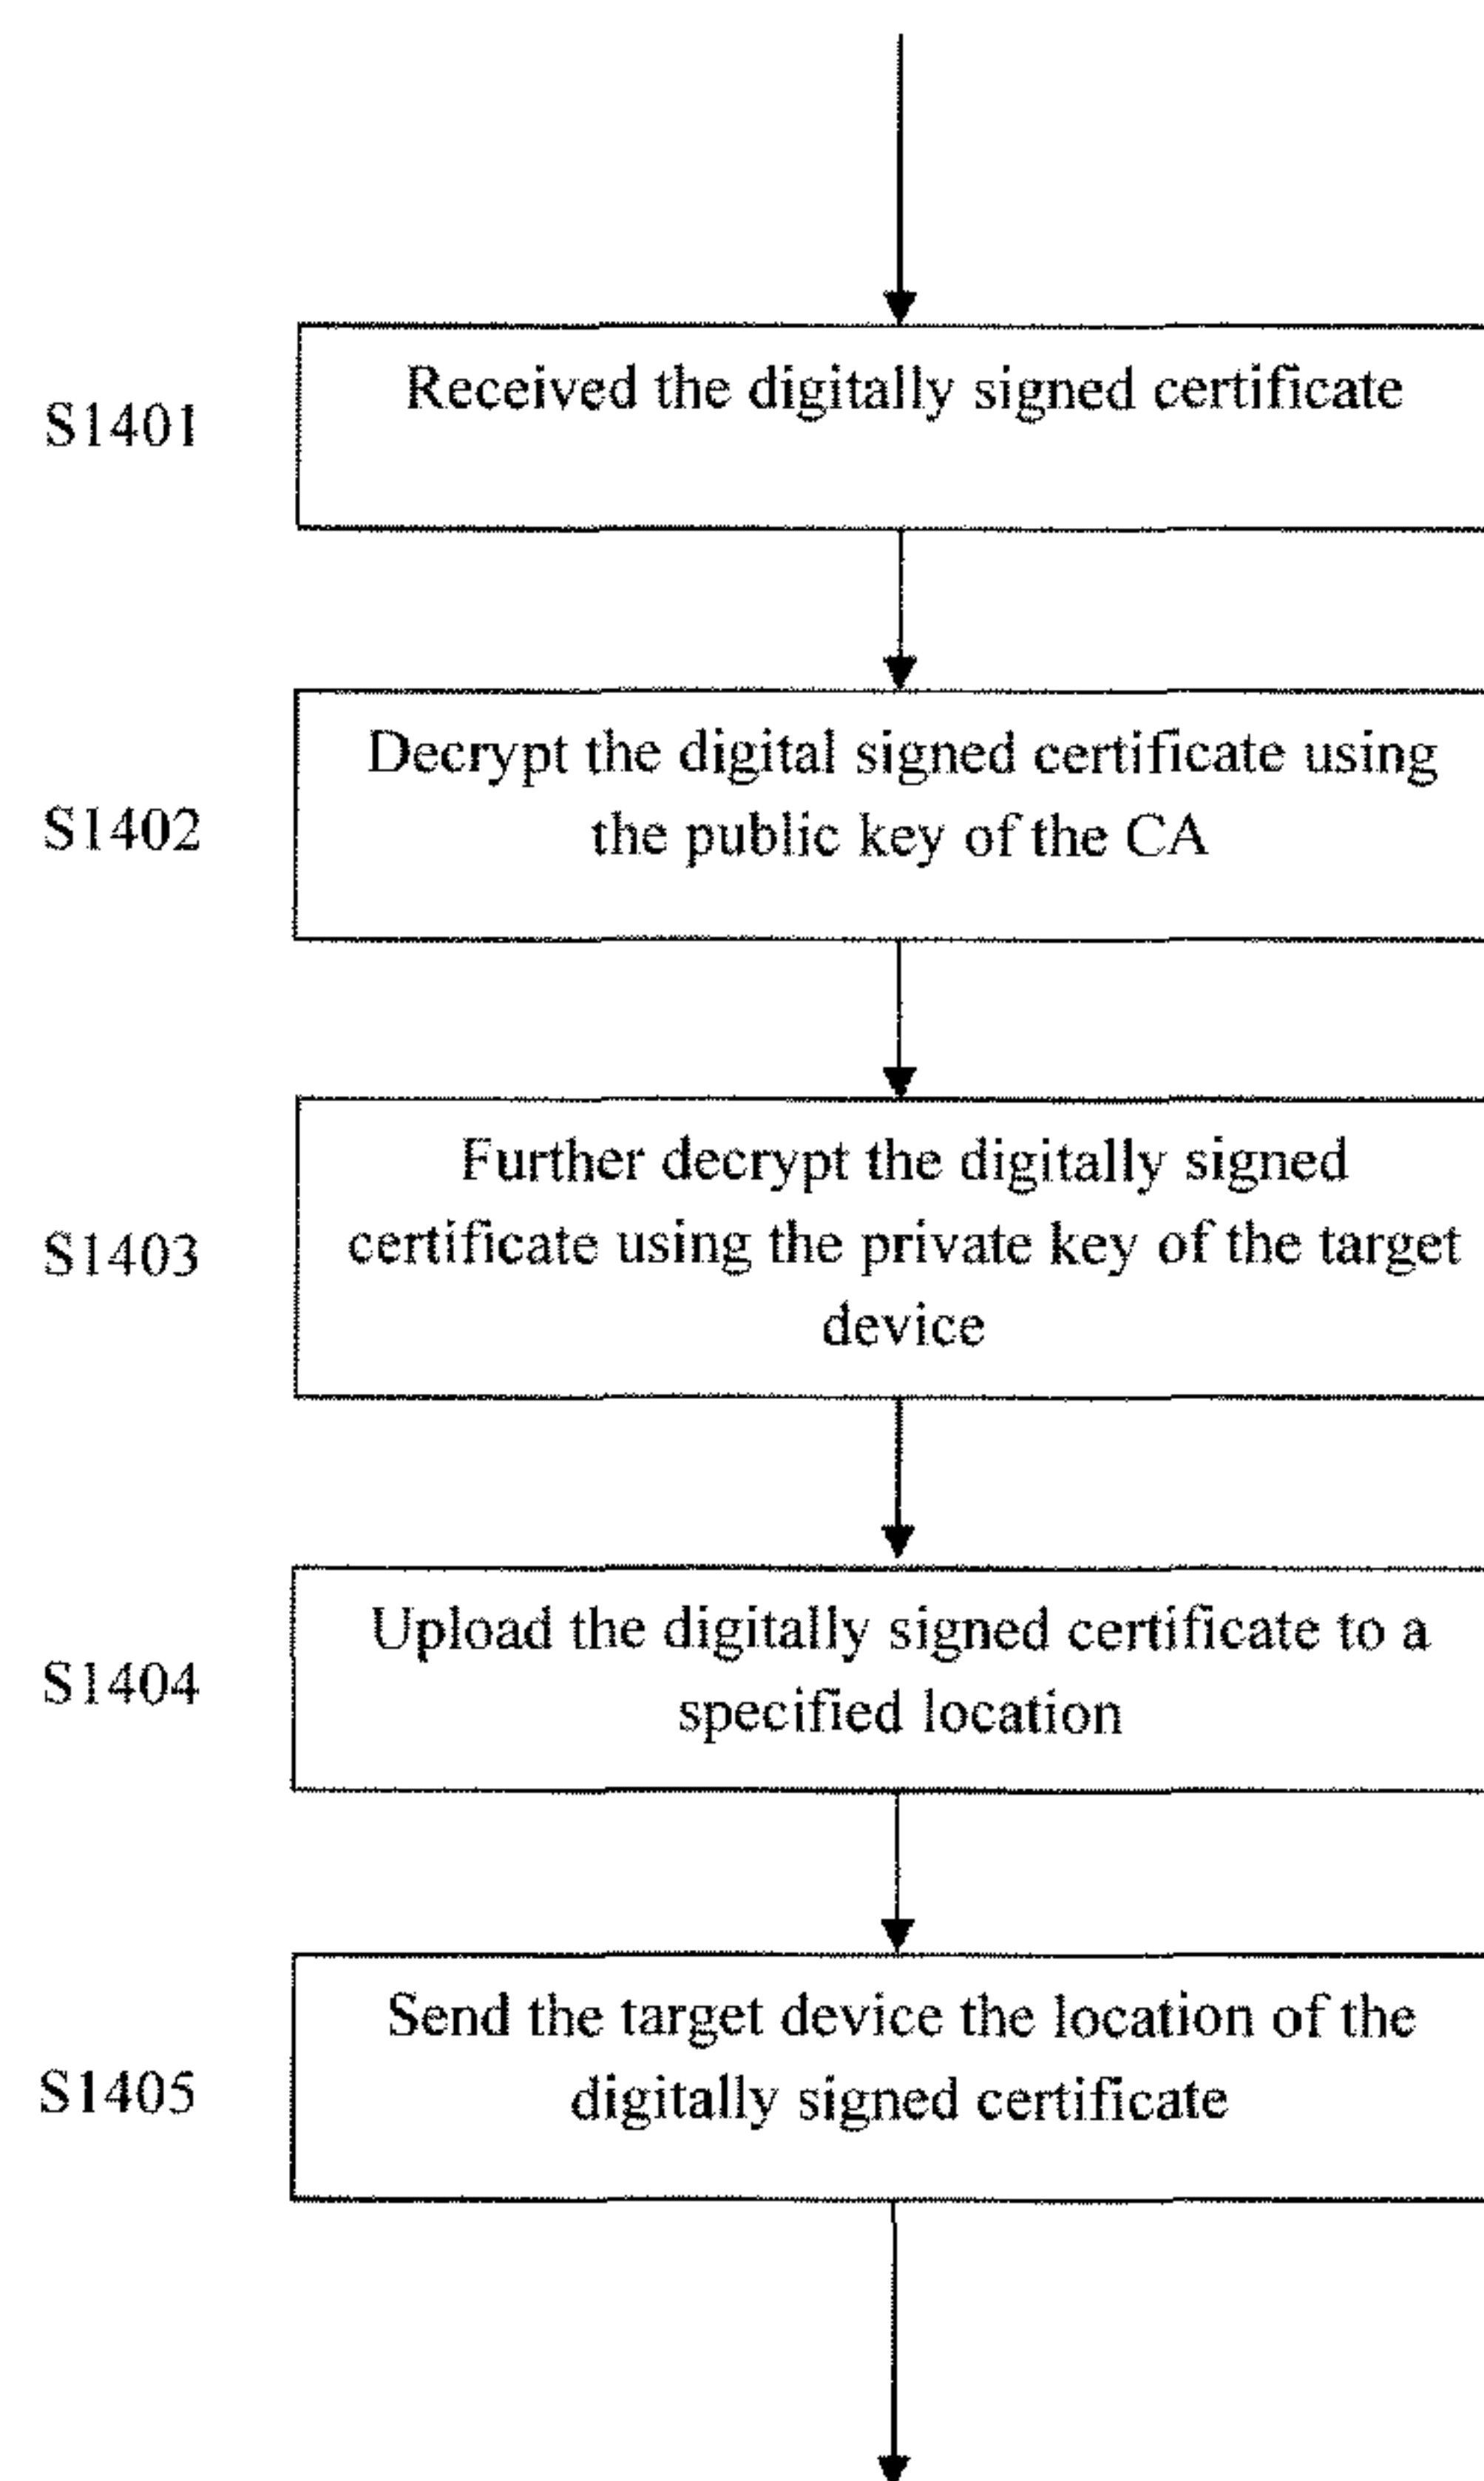 Received the digitally signed certificate
S1401
Decrypt the digital signed certificate using
the public key of the CA
S1402
Further decrypt the digitally signed
certificate using the private key of the target
device
S1403
Upload the digitally signed certificate to a
specified location
S1404
Send the target device the location of the
digitally signed certificate
S1405